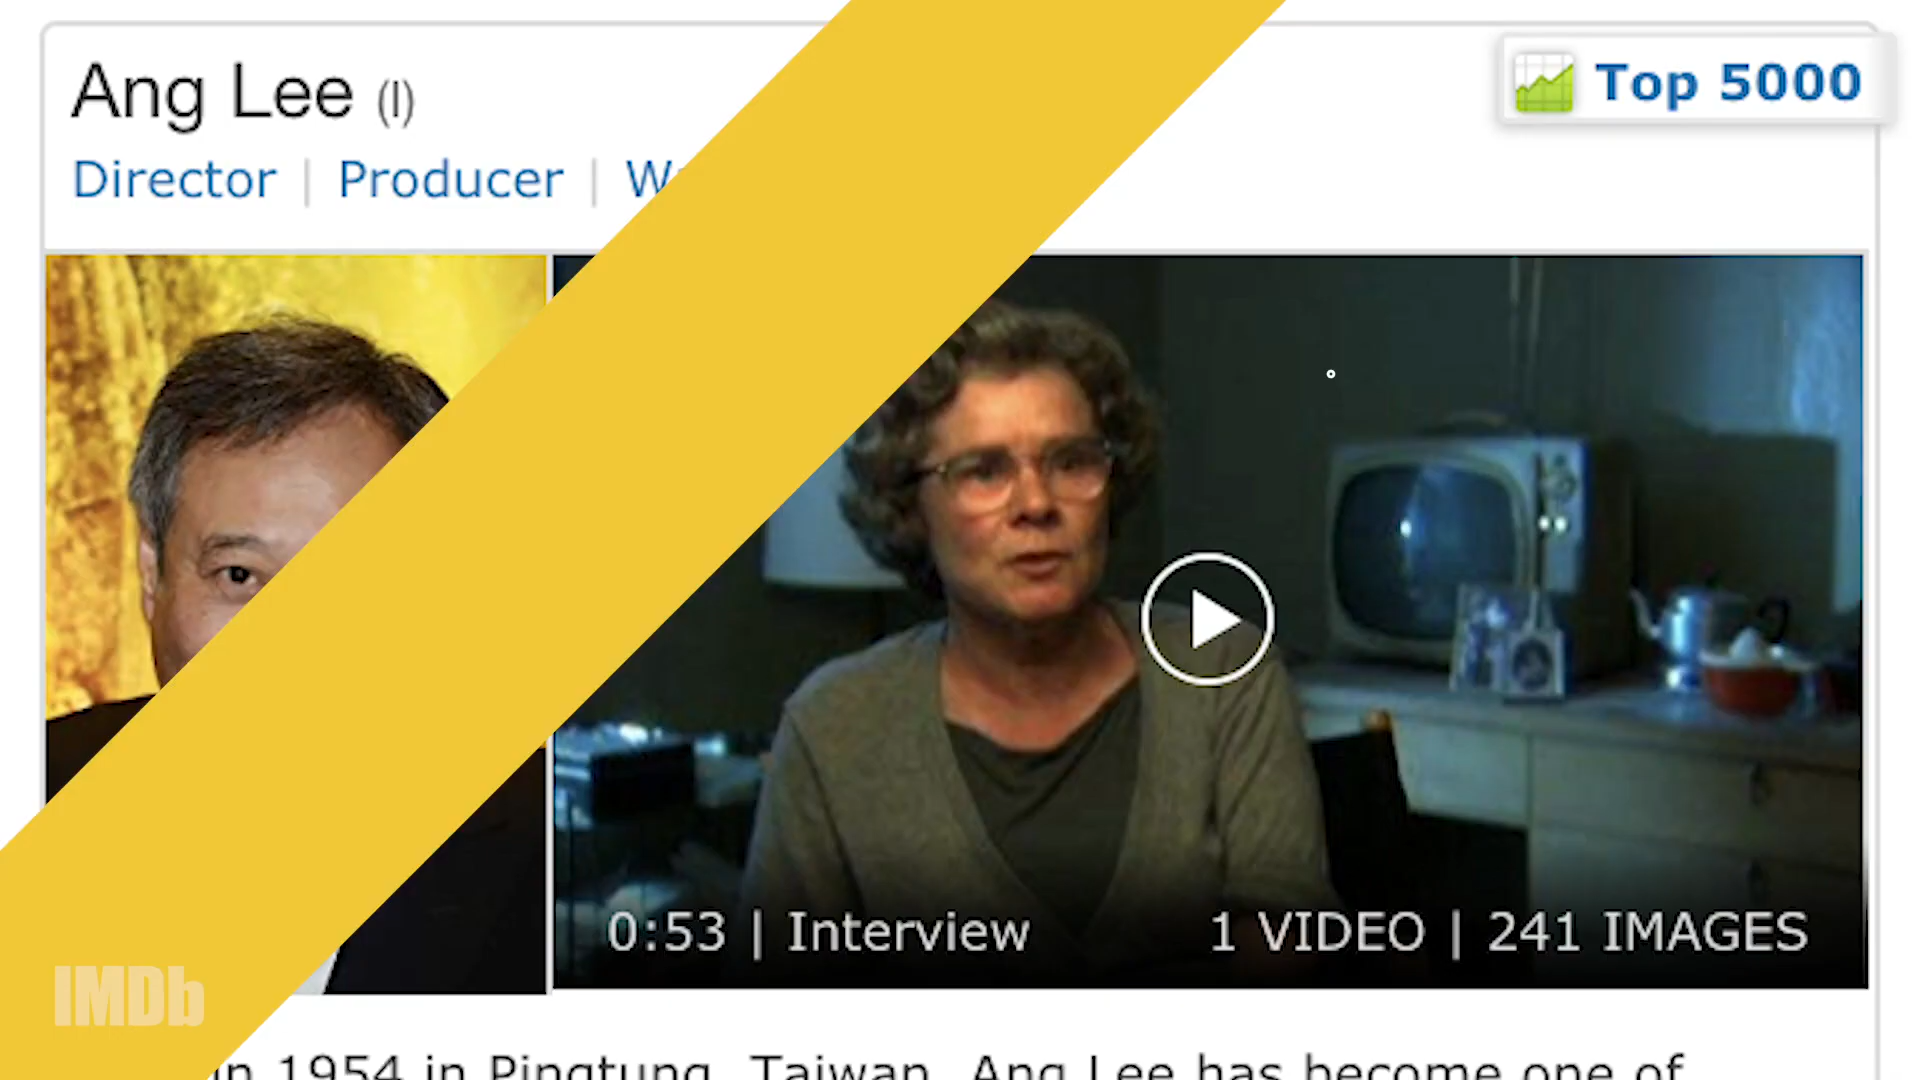 Ang Lee (I)
Top 5000
Director | Producer |
0:53 | Interview
1 VIDEO | 241 IMAGES
IMDb
in 1954 in Pingtung, Taiwan, Ang Lee has become one of